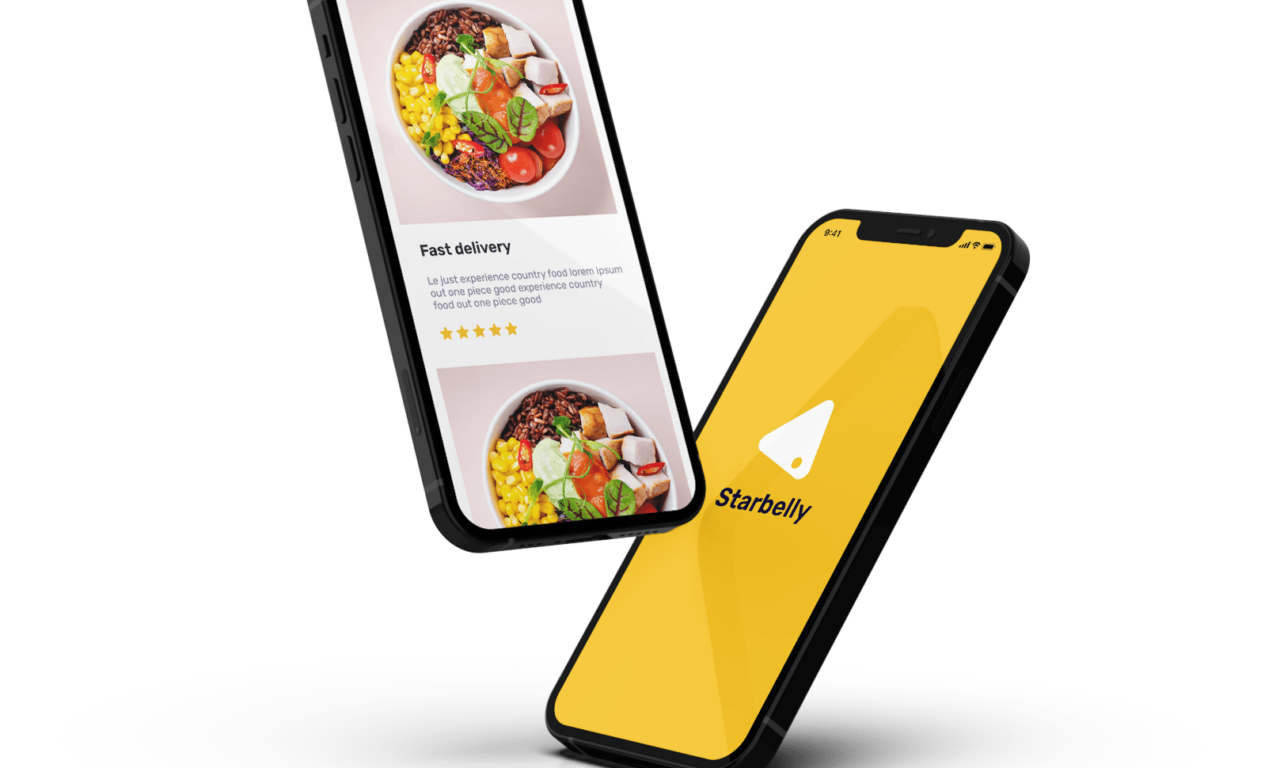 Fast delivery
Le just experience country food lorem ipsum
out one piece good experience country
food out one piece good
9:41
Starbelly